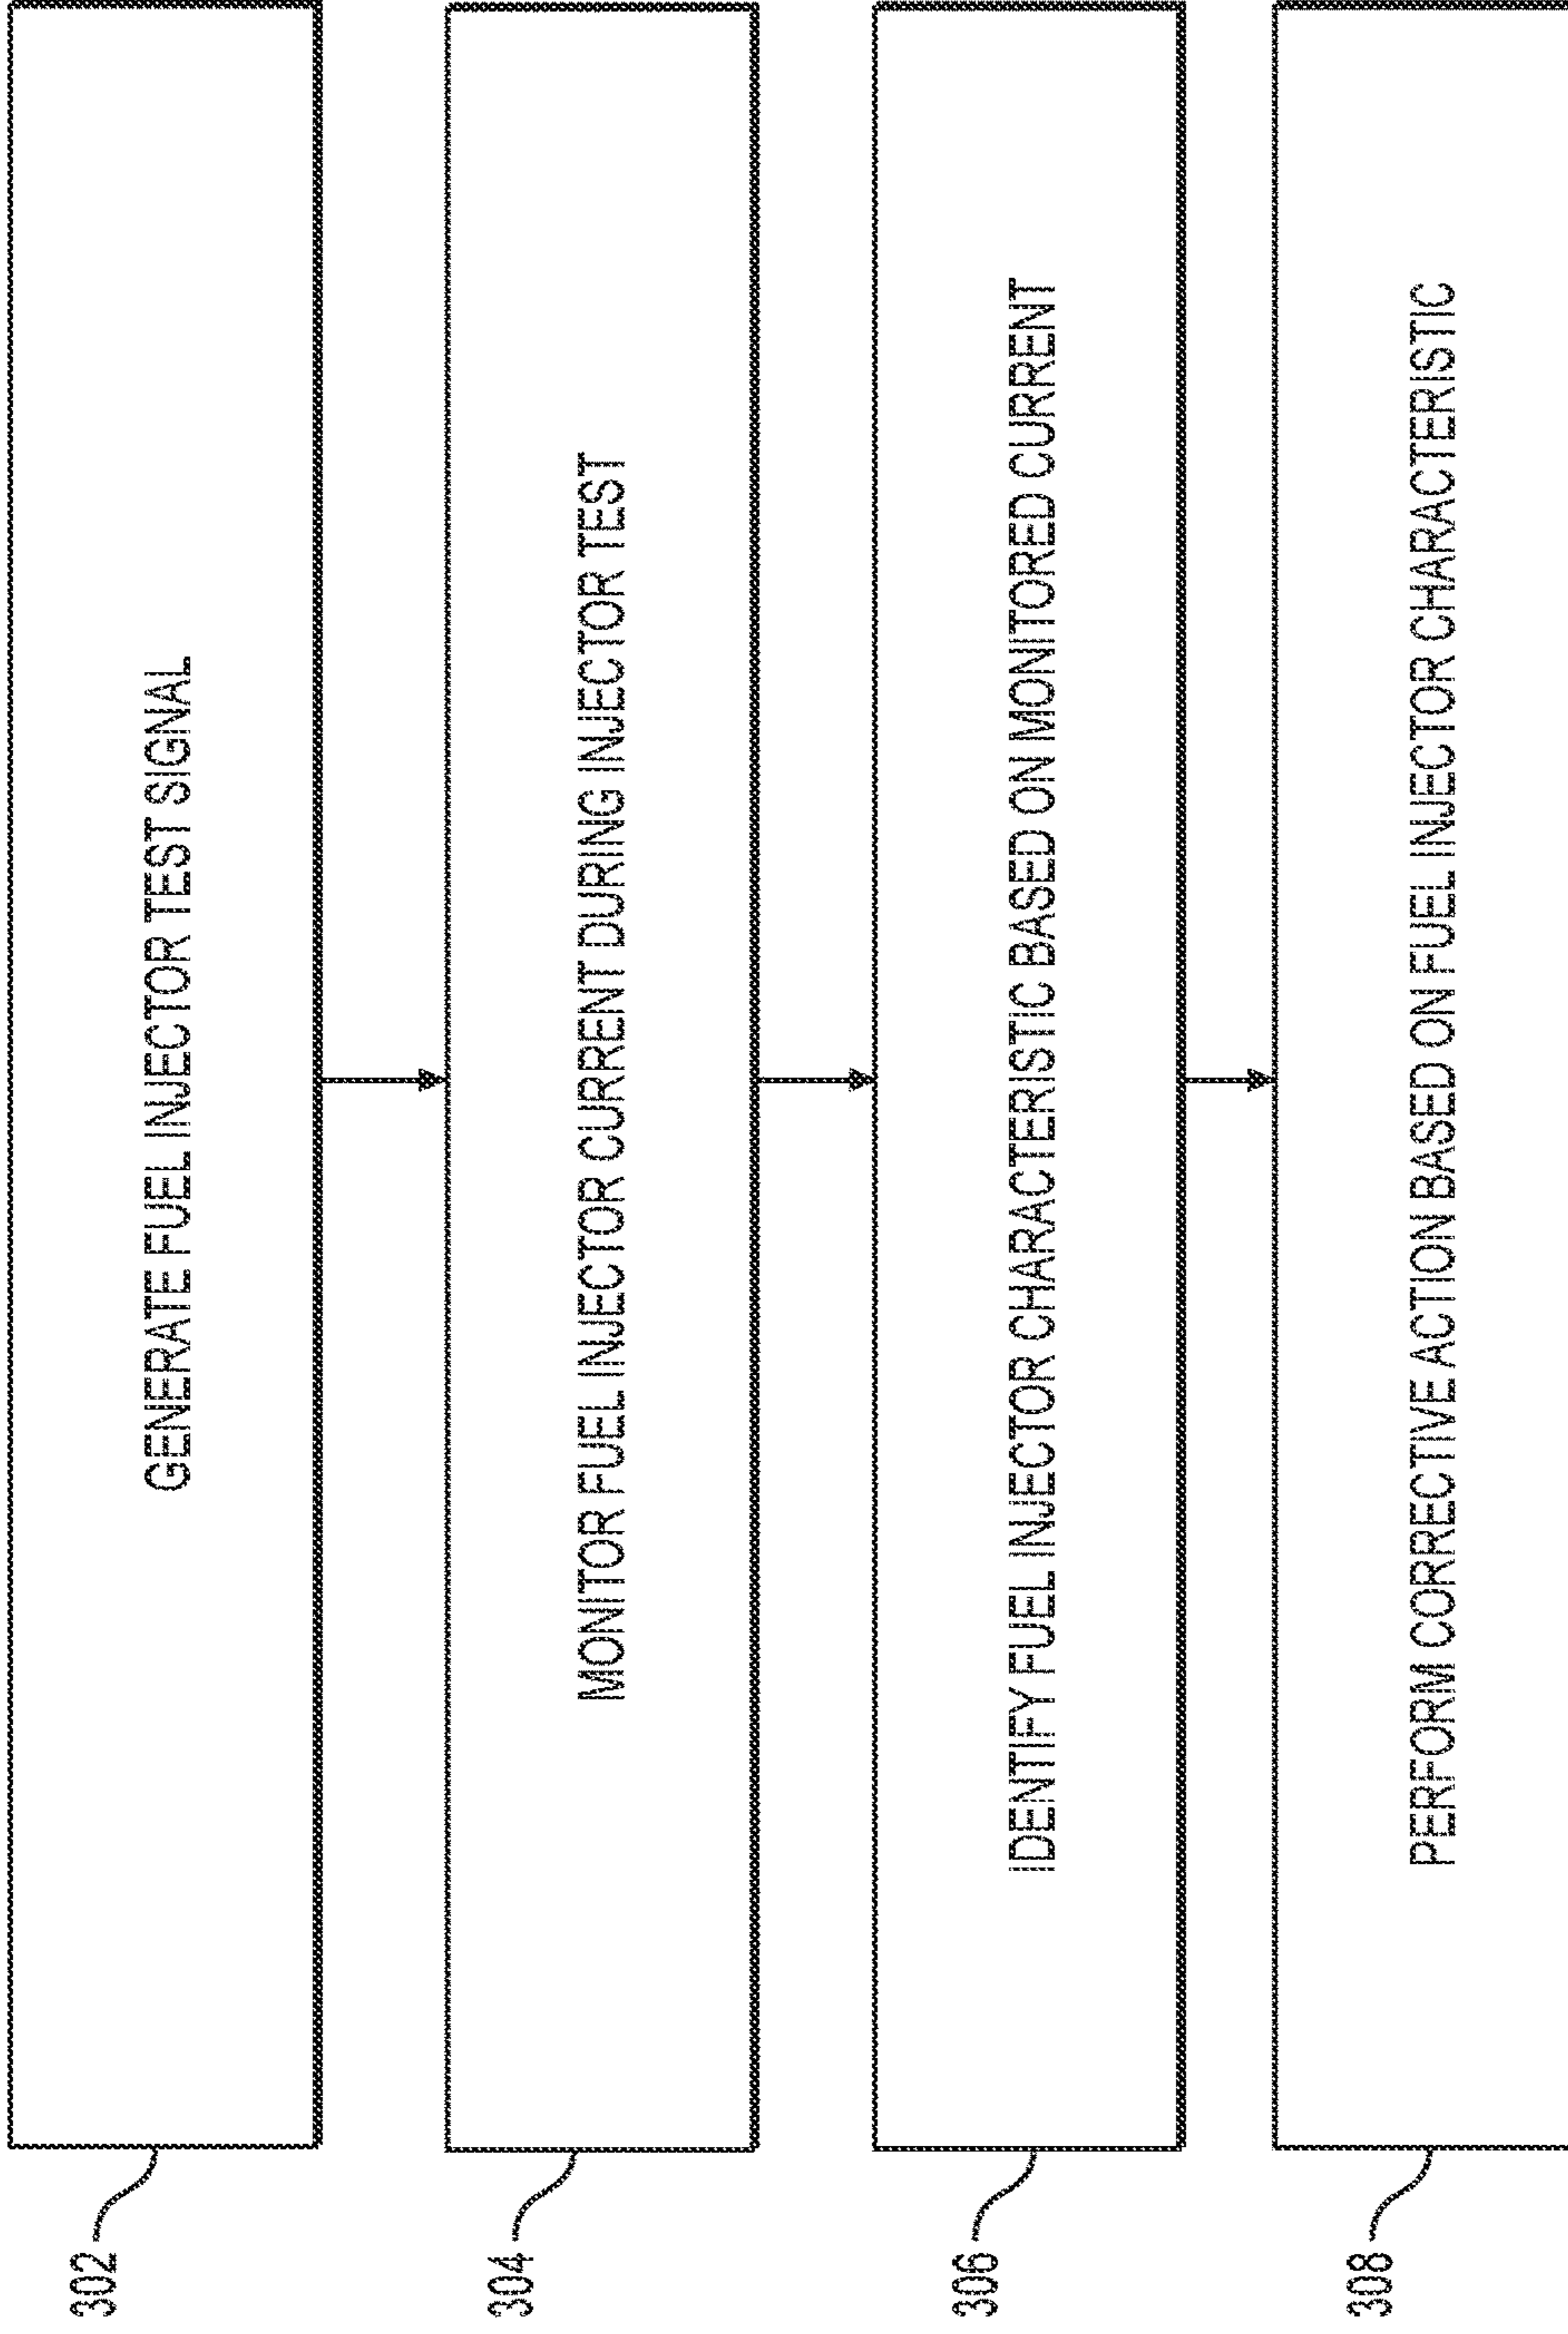 302
GENERATE FUEL INJECTOR TEST SIGNAL
304
MONITOR FUEL INJECTOR CURRENT DURING INJECTOR TEST
306
IDENTIFY FUEL INJECTOR CHARACTERISTIC BASED ON MONITORED CURRENT
308
PERFORM CORRECTIVE ACTION BASED ON FUEL INJECTOR CHARACTERISTIC